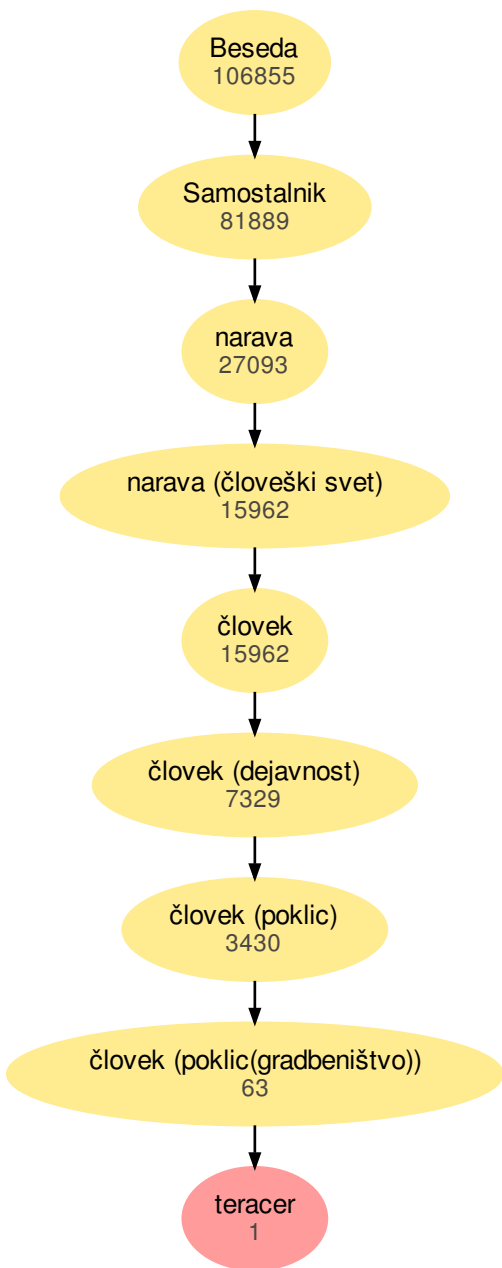 Beseda
106855
Samostalnik
81889
narava
27093
narava (človeški svet)
15962
človek
15962
človek (dejavnost)
7329
človek (poklic)
3430
človek (poklic(gradbeništvo))
63
teracer
1